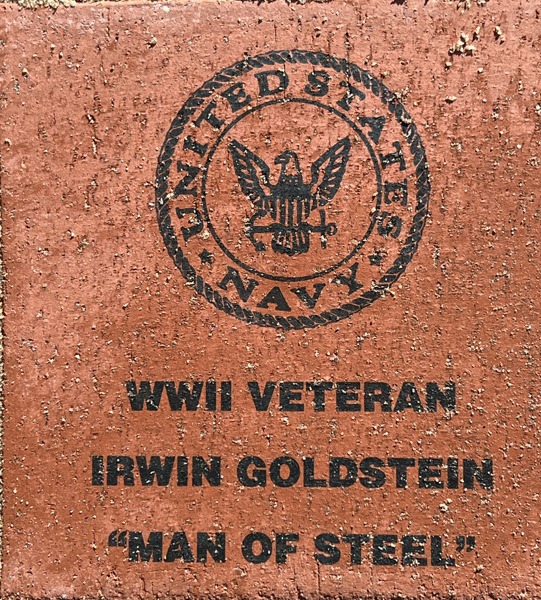 UNITED STATES
NAVY
WWII VETERAN
IRWIN GOLDSTEIN
“MAN OF STEEL”